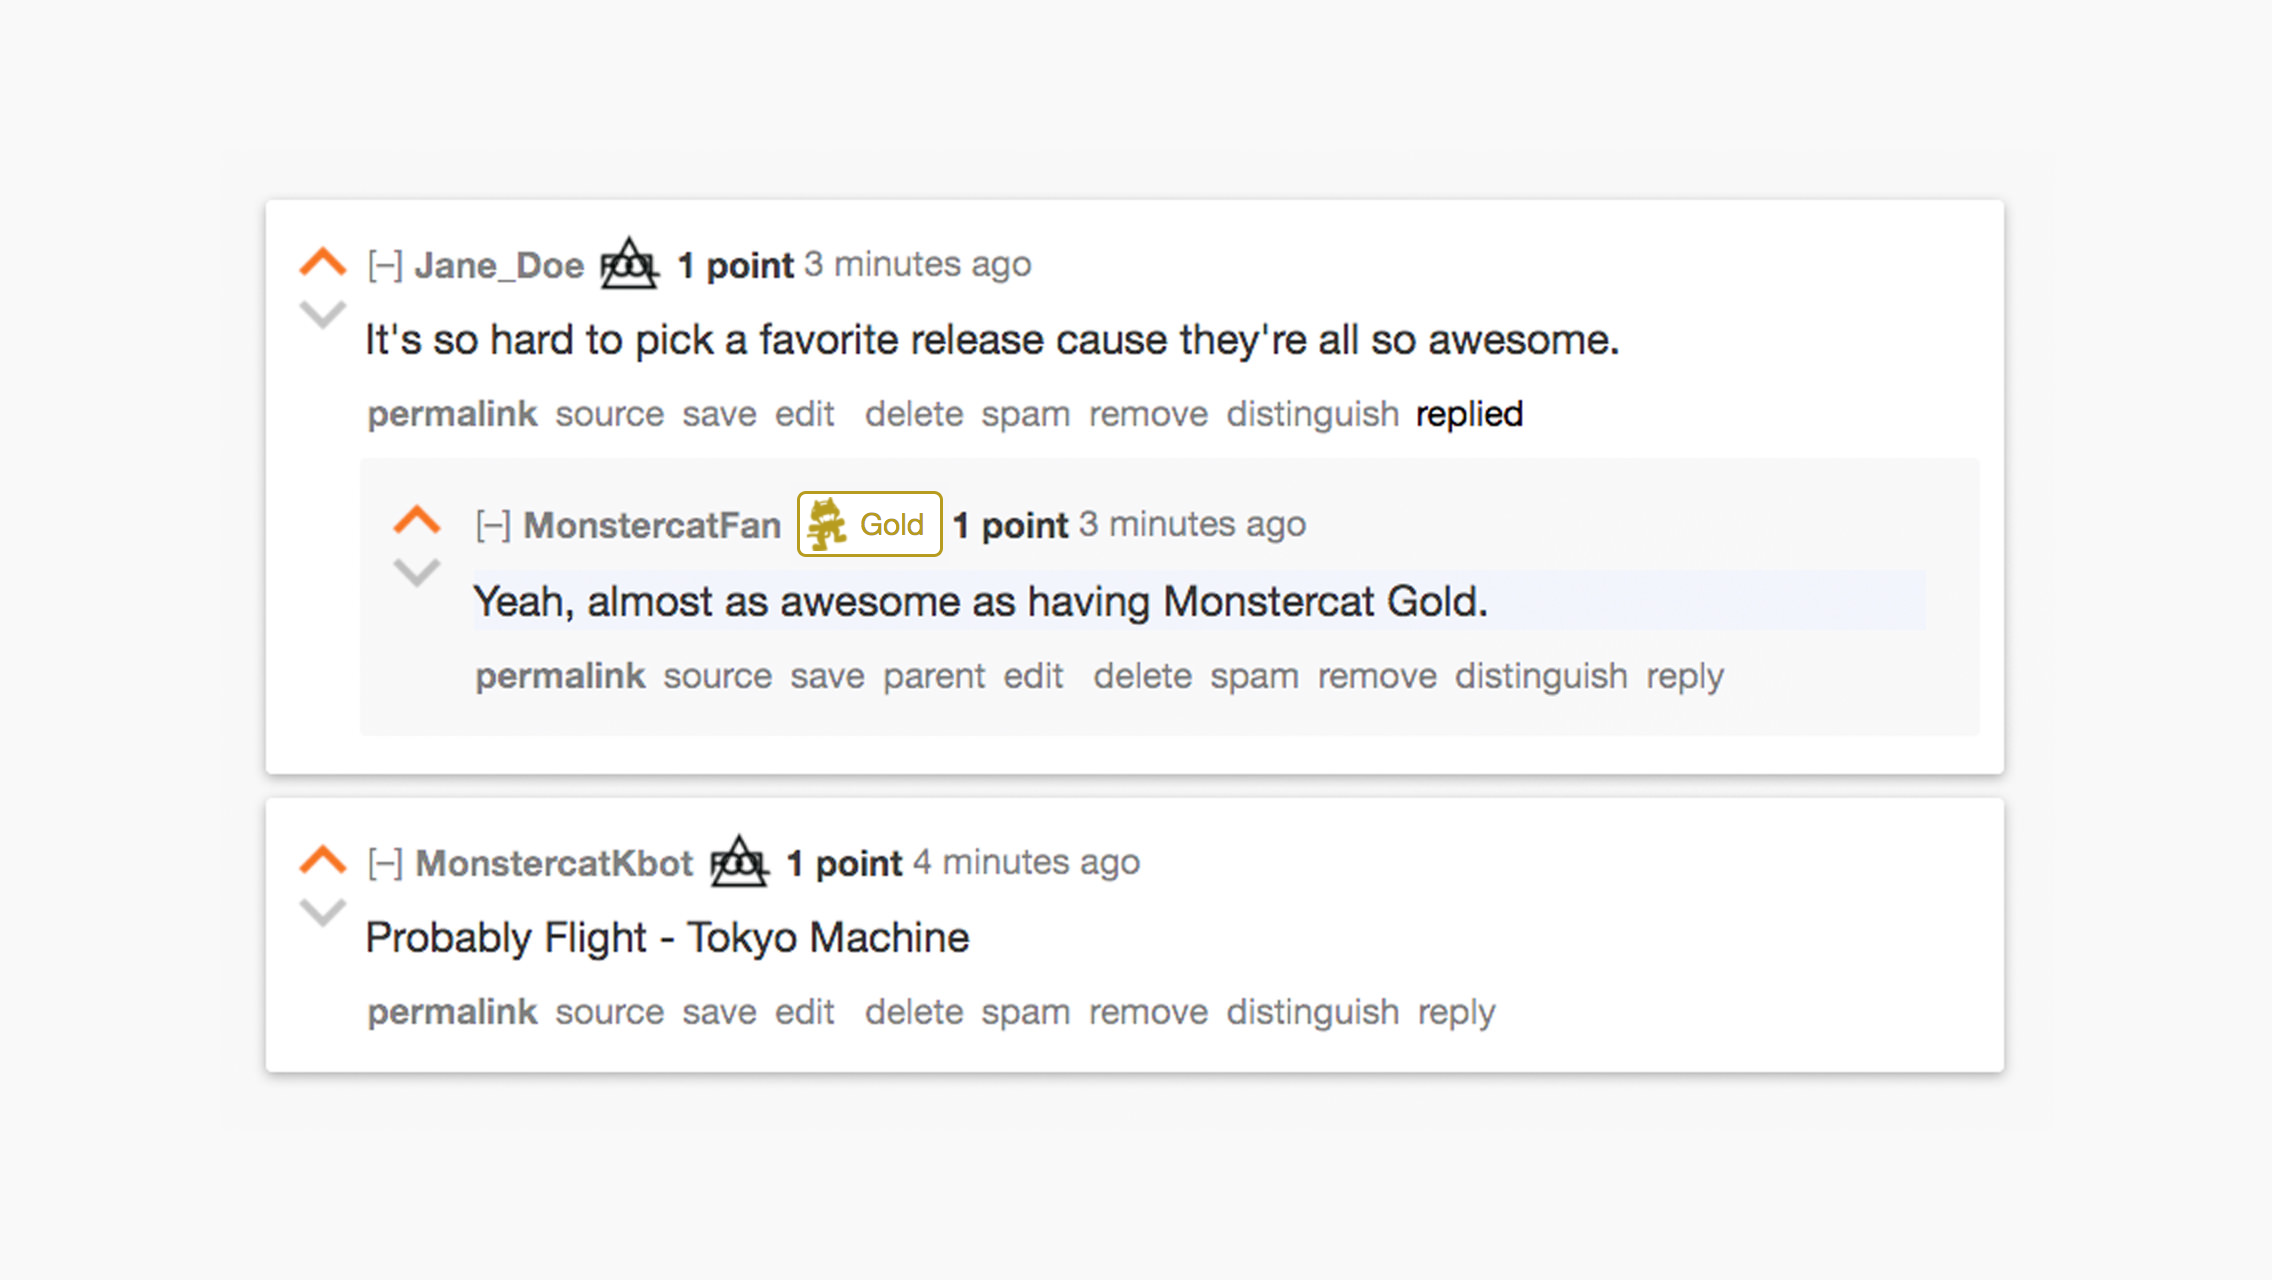 [–] Jane_Doe 1 point 3 minutes ago
It's so hard to pick a favorite release cause they're all so awesome.
permalink source save edit delete spam remove distinguish replied
[–] MonstercatFan Gold 1 point 3 minutes ago
Yeah, almost as awesome as having Monstercat Gold.
permalink source save parent edit delete spam remove distinguish reply
[–] MonstercatKbot 1 point 4 minutes ago
Probably Flight - Tokyo Machine
permalink source save edit delete spam remove distinguish reply